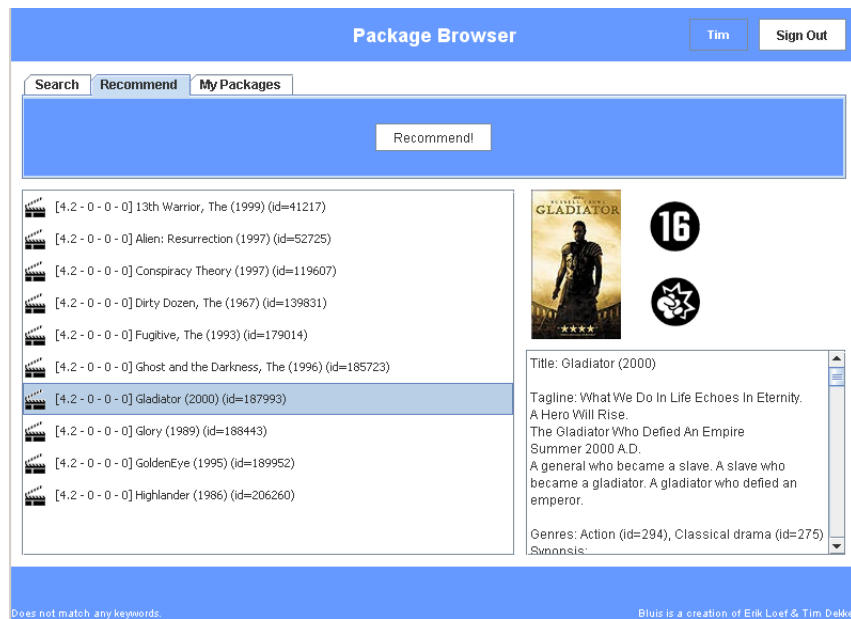 Package Browser
Tim
Sign Out
Search
Recommend
My Packages
Recommend!
[4.2 - 0 - 0 - 0] 13th Warrior, The (1999) (id=41217)
[4.2 - 0 - 0 - 0] Alien: Resurrection (1997) (id=52725)
[4.2 - 0 - 0 - 0] Conspiracy Theory (1997) (id=119607)
[4.2 - 0 - 0 - 0] Dirty Dozen, The (1967) (id=139831)
[4.2 - 0 - 0 - 0] Fugitive, The (1993) (id=179014)
[4.2 - 0 - 0 - 0] Ghost and the Darkness, The (1996) (id=185723)
[4.2 - 0 - 0 - 0] Gladiator (2000) (id=187993)
[4.2 - 0 - 0 - 0] Glory (1989) (id=188443)
[4.2 - 0 - 0 - 0] GoldenEye (1995) (id=189952)
[4.2 - 0 - 0 - 0] Highlander (1986) (id=206260)
RUSSELL CROWE
GLADIATOR
16
Title: Gladiator (2000)
Tagline: What We Do In Life Echoes In Eternity.
A Hero Will Rise.
The Gladiator Who Defied An Empire
Summer 2000 A.D.
A general who became a slave. A slave who
became a gladiator. A gladiator who defied an
emperor.
Genres: Action (id=294), Classical drama (id=275)
Synopsis:
Does not match any keywords.
Bluis is a creation of Erik Loef & Tim Dekke